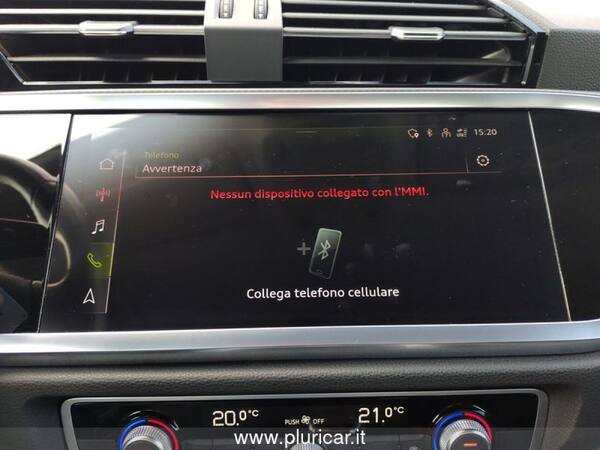 15:20
Telefono
Avvertenza
Nessun dispositivo collegato con l'MMI.
Collega telefono cellulare
20.0°C
PUSH OFF
21.0°C
www.pluricar.it